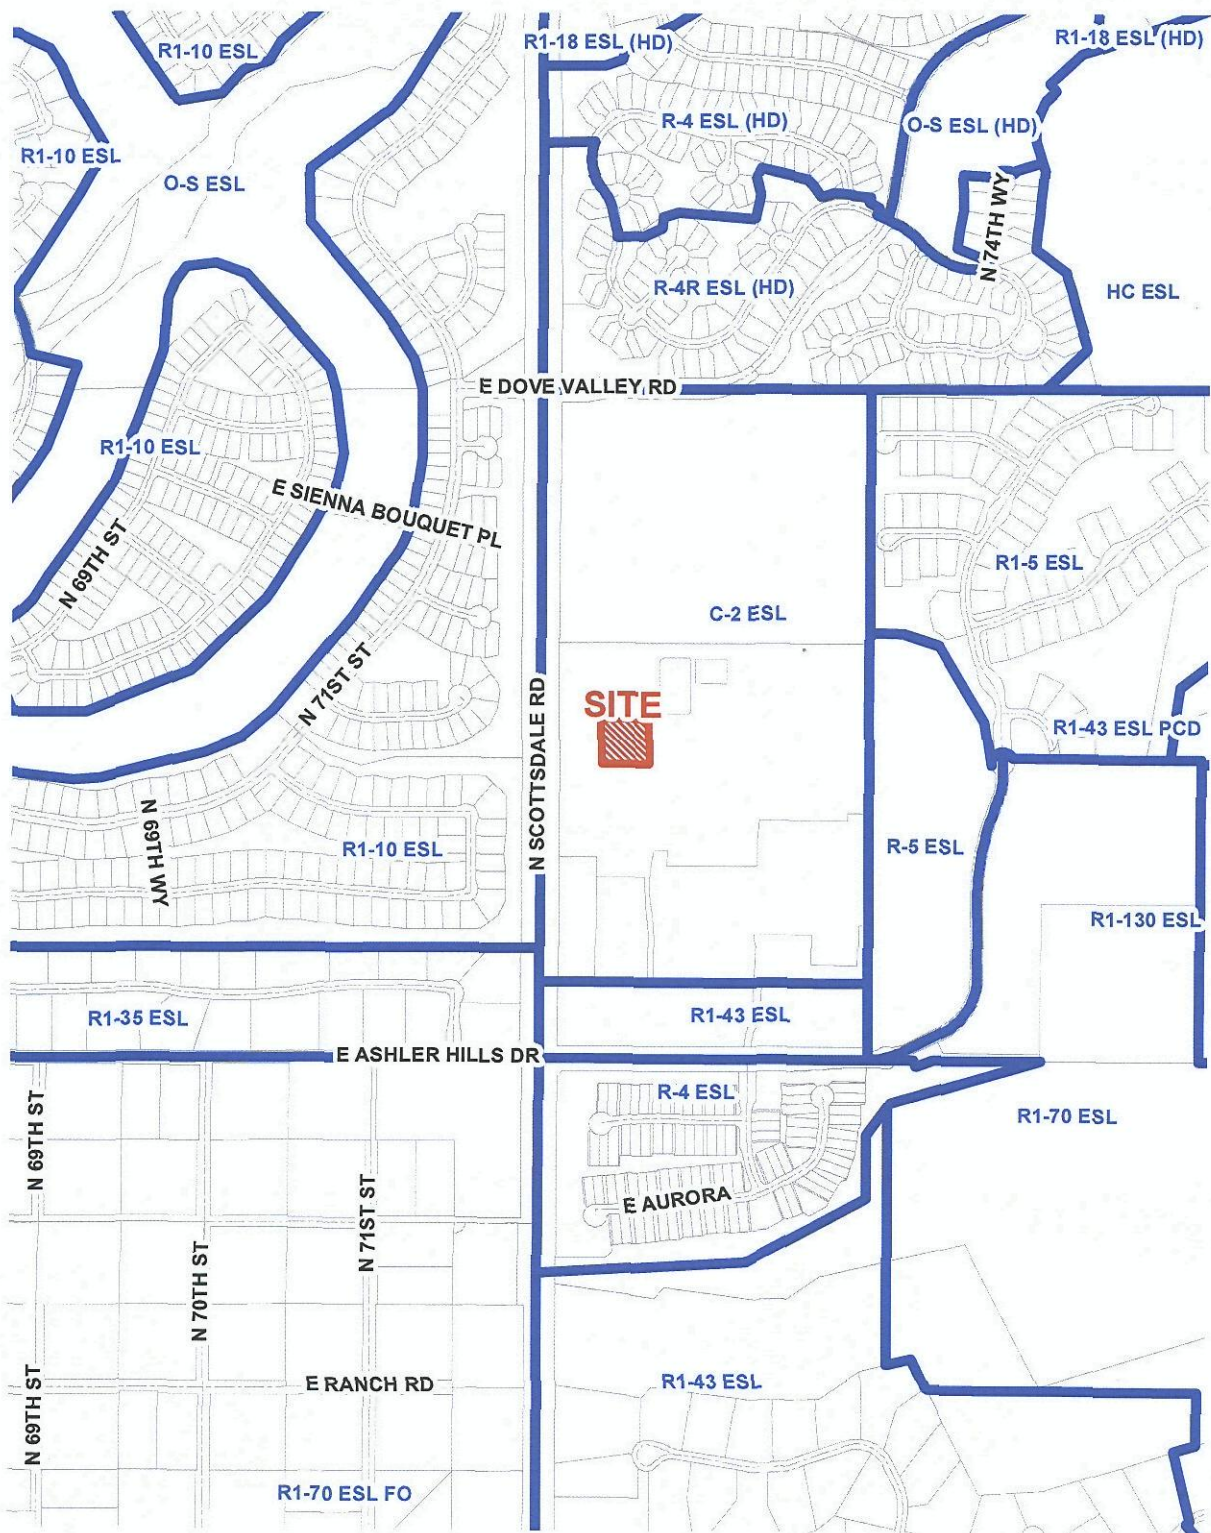 R1-10 ESL
R1-18 ESL (HD)
R1-18 ESL (HD)
R-4 ESL (HD)
O-S ESL (HD)
R1-10 ESL
O-S ESL
N 74TH WY
R-4R ESL (HD)
HC ESL
E DOVE VALLEY RD
R1-10 ESL
E SIENNA BOUQUET PL
N 69TH ST
R1-5 ESL
C-2 ESL
N 71ST ST
SITE
N SCOTTSDALE RD
R1-43 ESL PCD
N 69TH WY
R1-10 ESL
R-5 ESL
R1-130 ESL
R1-35 ESL
R1-43 ESL
E ASHLER HILLS DR
R-4 ESL
R1-70 ESL
N 69TH ST
E AURORA
N 71ST ST
N 70TH ST
E RANCH RD
R1-43 ESL
N 69TH ST
R1-70 ESL FO